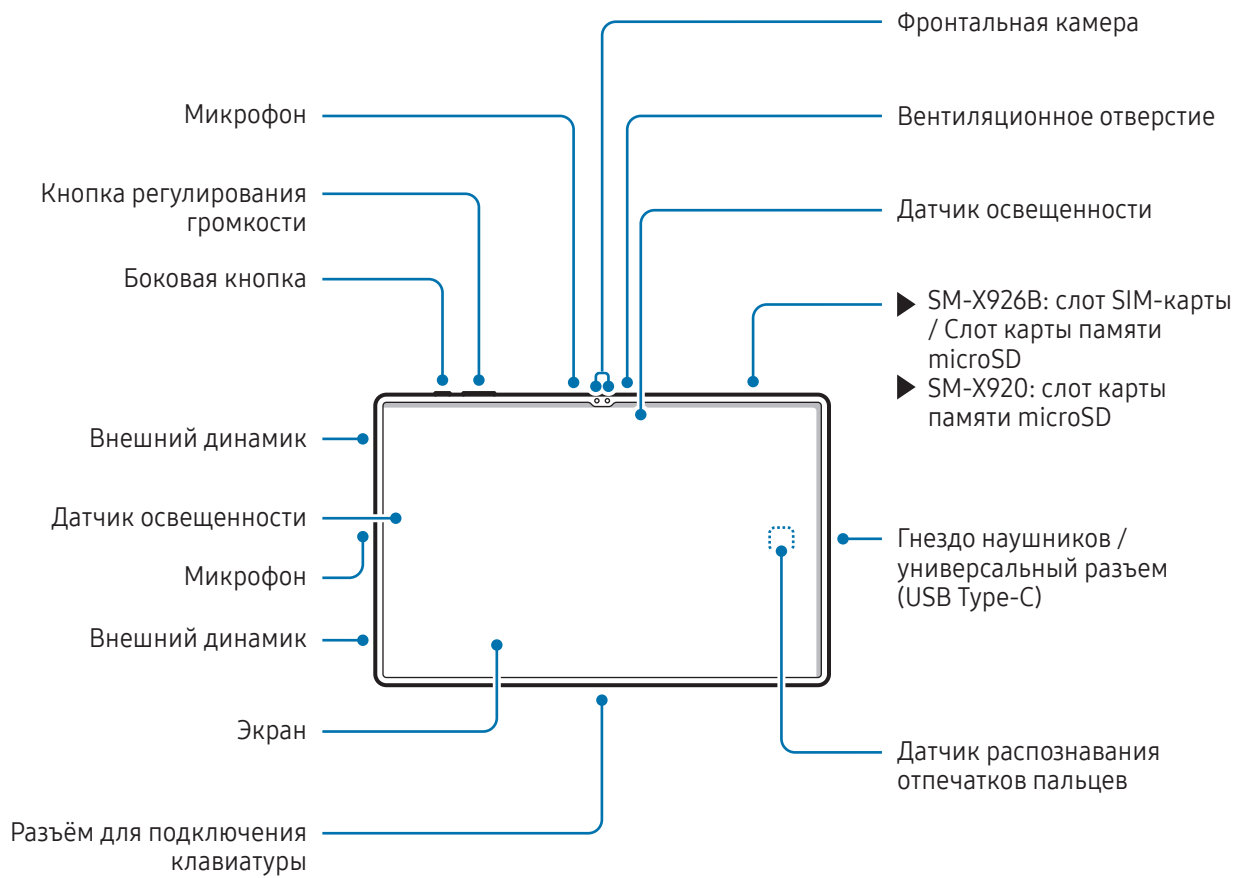 Фронтальная камера
Микрофон
Вентиляционное отверстие
Кнопка регулирования
громкости
Датчик освещенности
Боковая кнопка
SM-X926B: слот SIM-карты
/ Слот карты памяти
microSD
SM-X920: слот карты
памяти microSD
Внешний динамик
Датчик освещенности
Микрофон
Гнездо наушников /
универсальный разъем
(USB Type-C)
Внешний динамик
Экран
Датчик распознавания
отпечатков пальцев
Разъём для подключения
клавиатуры